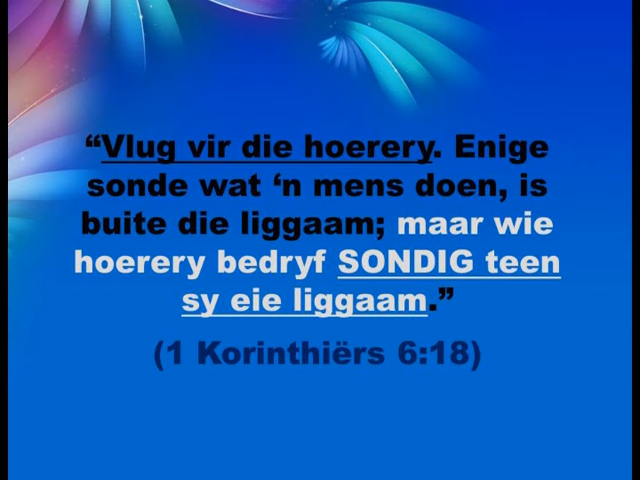 “Vlug vir die hoerery. Enige
sonde wat ‘n mens doen, is
buite die liggaam; maar wie
hoerery bedryf SONDIG teen
sy eie liggaam.”
(1 Korinthiërs 6:18)